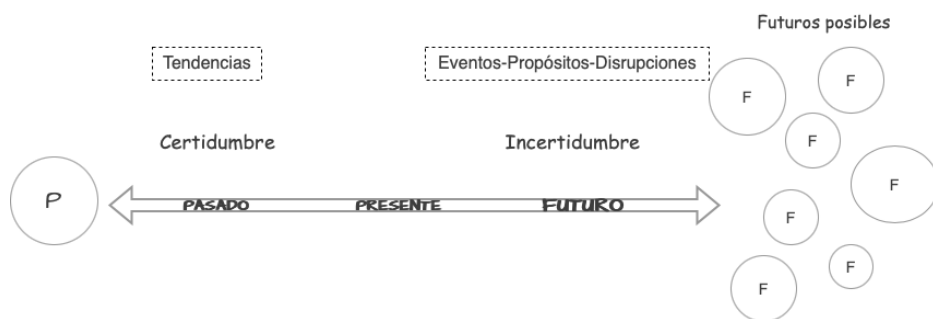 Futuros posibles
Tendencias
Eventos-Propósitos-Disrupciones
F
F
F
Certidumbre
Incertidumbre
F
P
PASADO
PRESENTE
FUTURO
F
F
F